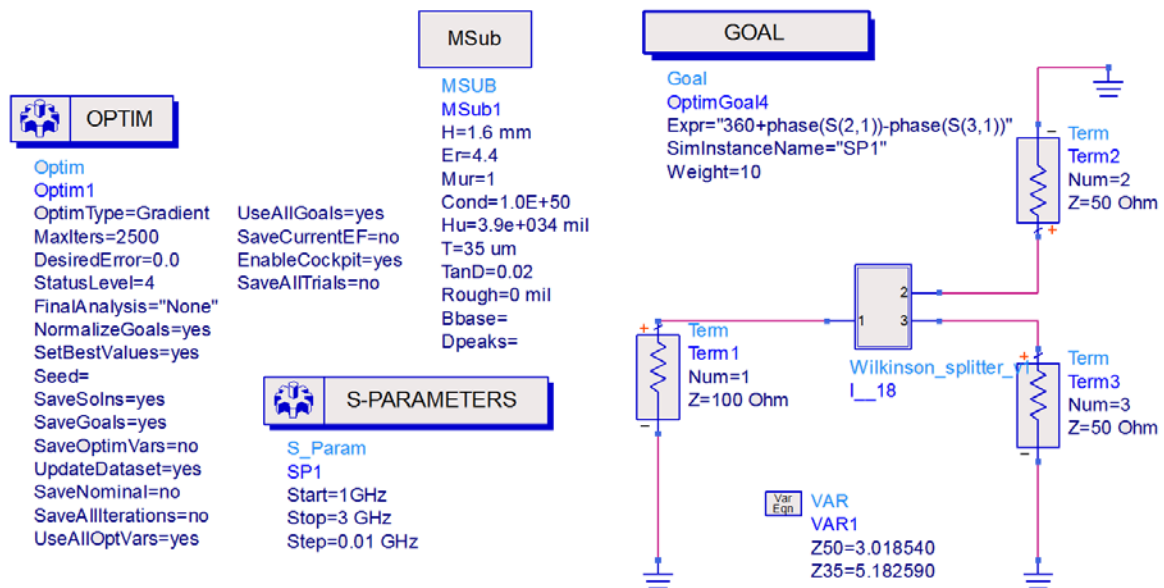 OPTIM
Optim
Optim1
OptimType=Gradient
MaxIters=2500
DesiredError=0.0
StatusLevel=4
FinalAnalysis="None"
NormalizeGoals=yes
SetBestValues=yes
Seed=
SaveSolns=yes
SaveGoals=yes
SaveOptimVars=no
UpdateDataset=yes
SaveNominal=no
SaveAllIterations=no
UseAllOptVars=yes
UseAllGoals=yes
SaveCurrentEF=no
EnableCockpit=yes
SaveAllTrials=no
MSub
MSUB
MSub1
H=1.6 mm
Er=4.4
Mur=1
Cond=1.0E+50
Hu=3.9e+034 mil
T=35 um
TanD=0.02
Rough=0 mil
Bbase=
Dpeaks=
S-PARAMETERS
S_Param
SP1
Start=1GHz
Stop=3 GHz
Step=0.01 GHz
GOAL
Goal
OptimGoal4
Expr="360+phase(S(2,1))-phase(S(3,1))"
SimInstanceName="SP1"
Weight=10
Term
Term2
Num=2
Z=50 Ohm
1
2
3
Wilkinson_splitter_v1
I__18
Term
Term1
Num=1
Z=100 Ohm
Term
Term3
Num=3
Z=50 Ohm
Var
Eqn
VAR
VAR1
Z50=3.018540
Z35=5.182590